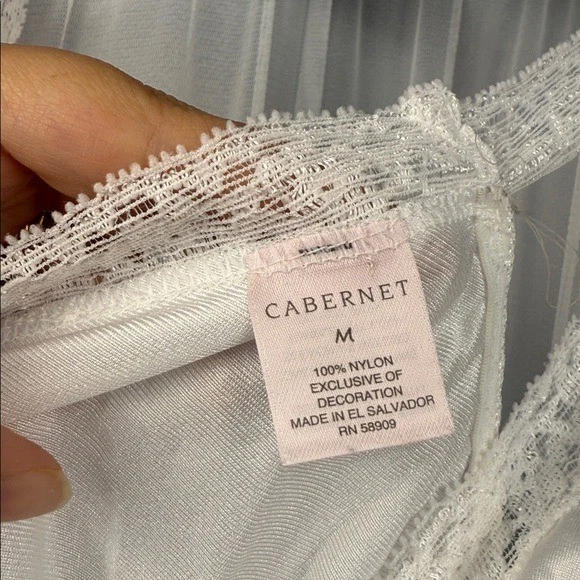 CABERNET
M
100% NYLON
EXCLUSIVE OF
DECORATION
MADE IN EL SALVADOR
RN 58909